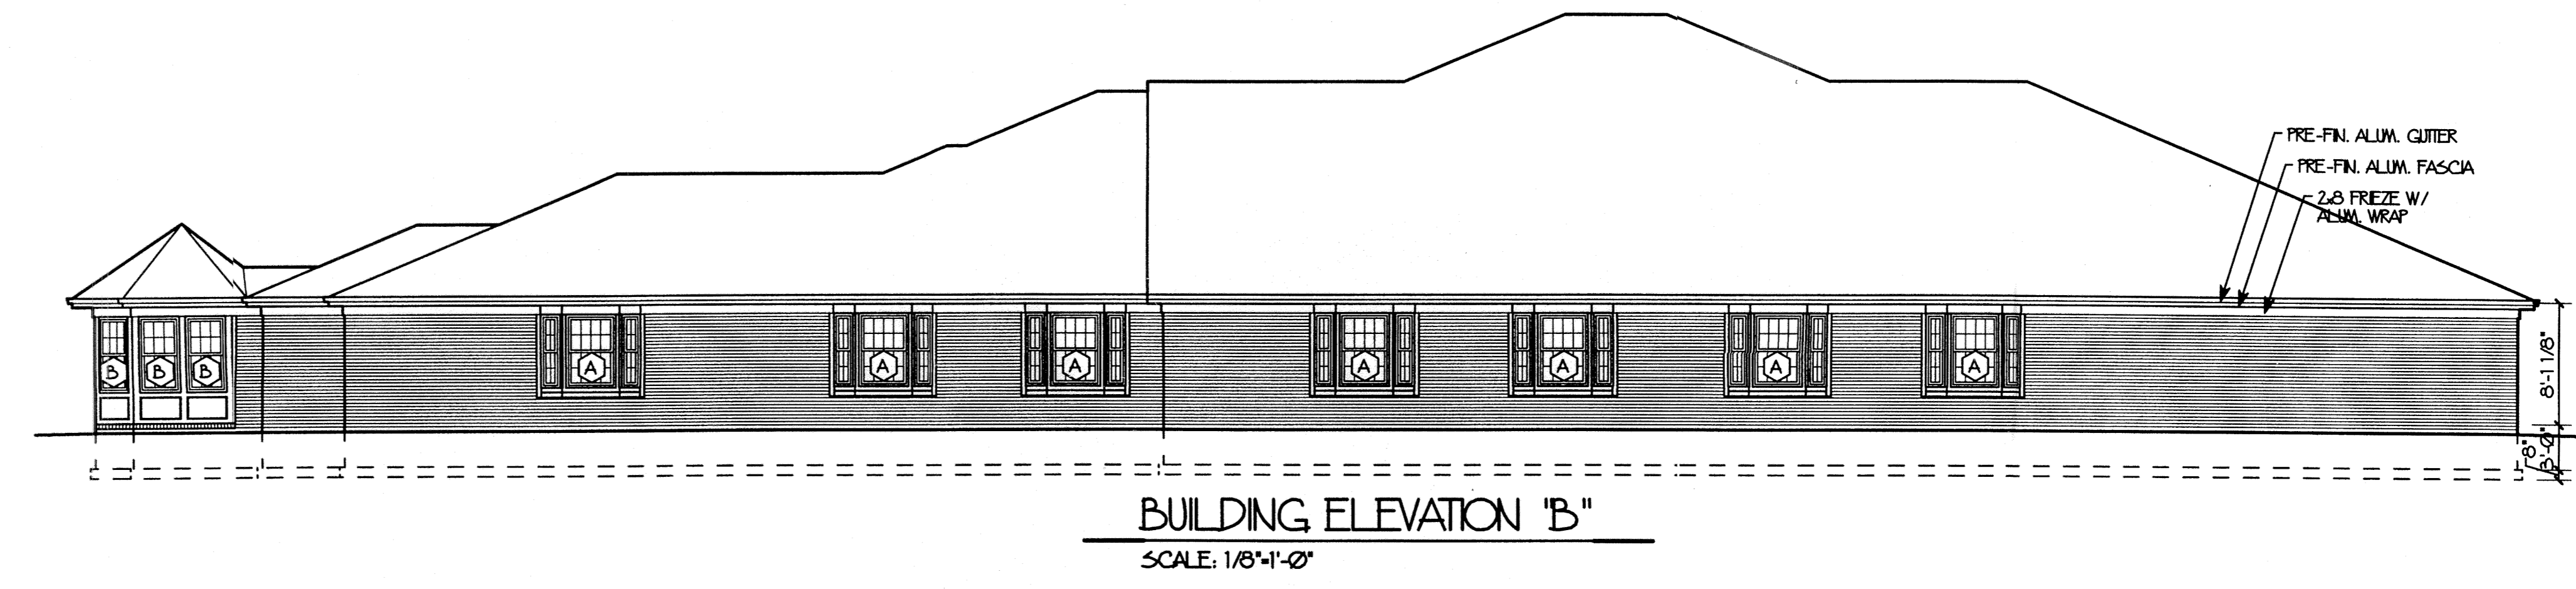 PRE-FIN. ALUM. GUTTER
PRE-FIN. ALUM. FASCIA
2x8 FRIEZE W/
ALUM. WRAP
B B B A A A A A A A
8'-1 1/8"
8"
3'-0"
BUILDING ELEVATION "B"
SCALE: 1/8"=1'-0"